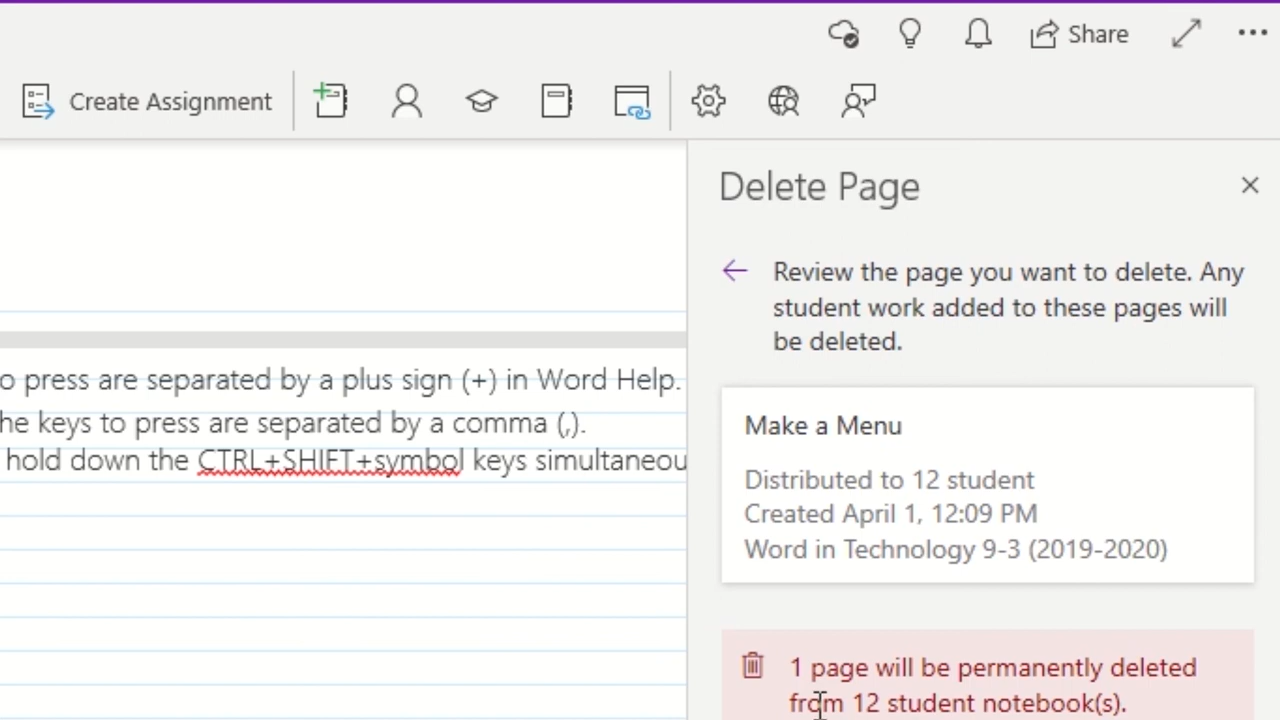 Share
Create Assignment
Delete Page
Review the page you want to delete. Any
student work added to these pages will
be deleted.
o press are separated by a plus sign (+) in Word Help.
he keys to press are separated by a comma (,).
hold down the CTRL+SHIFT+symbol keys simultaneou
Make a Menu
Distributed to 12 student
Created April 1, 12:09 PM
Word in Technology 9-3 (2019-2020)
1 page will be permanently deleted
from 12 student notebook(s).